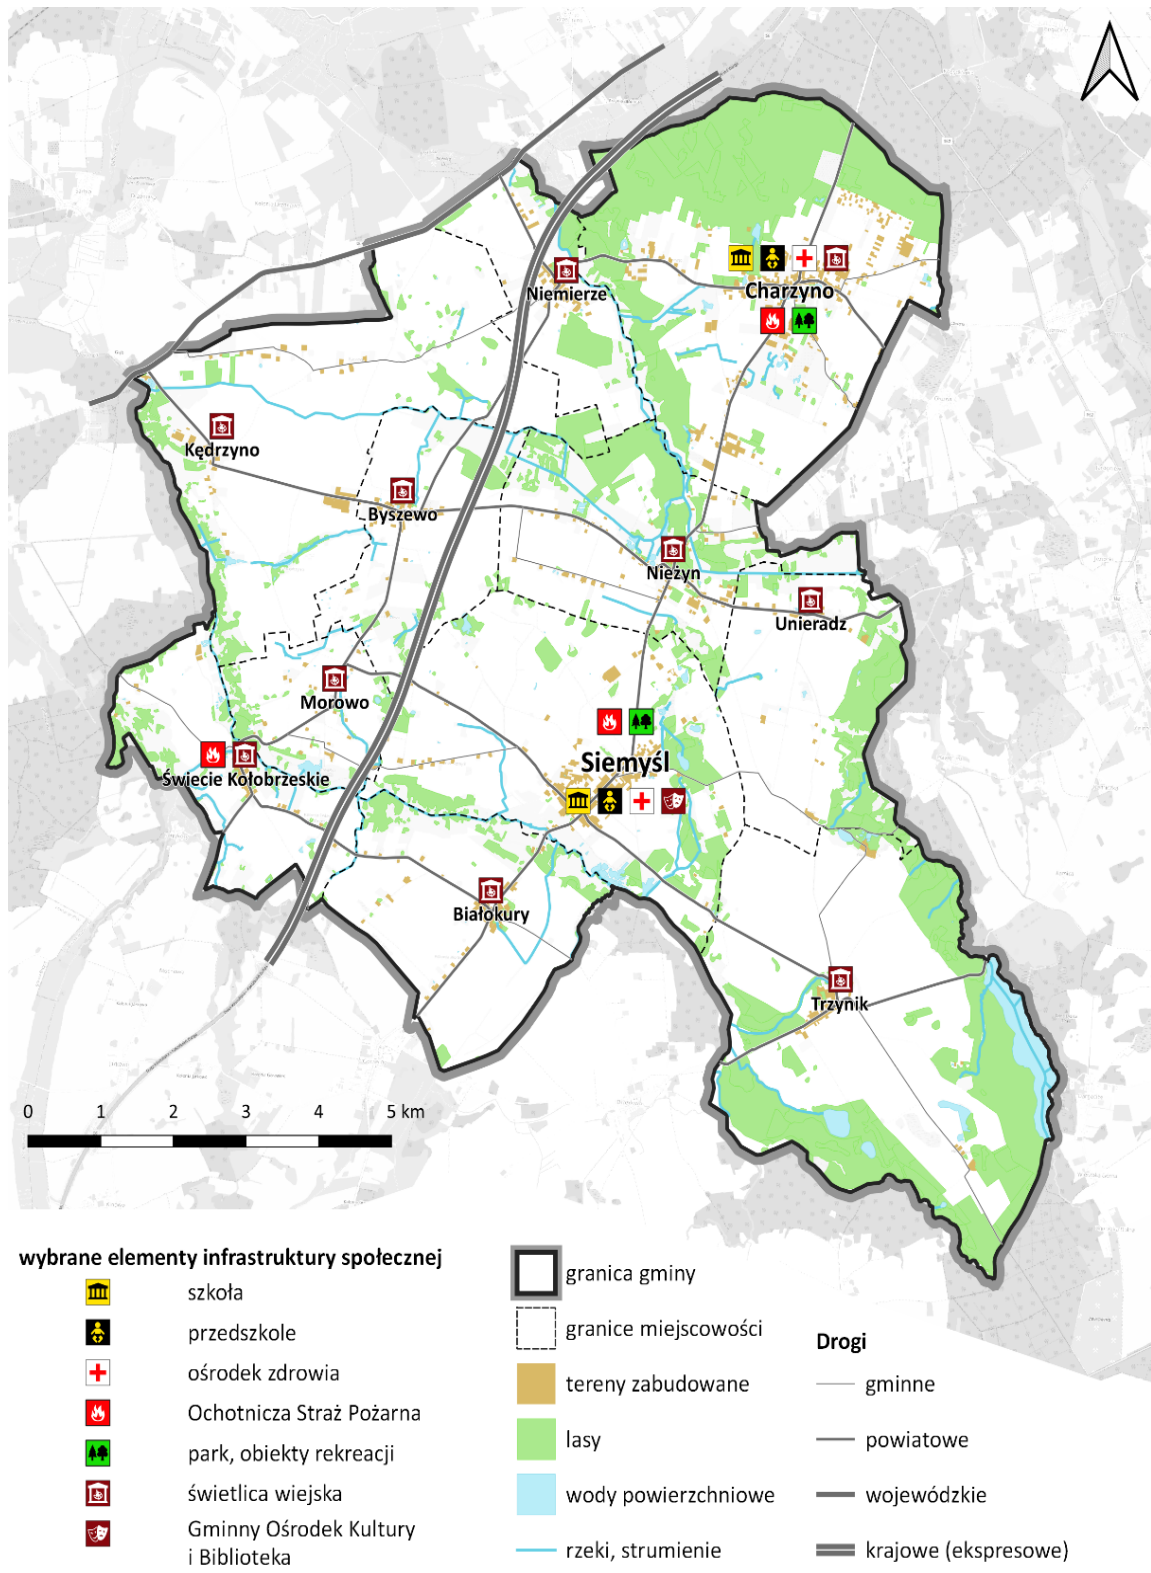 Niemierze
Charzyno
Kędrzyno
Byszewo
Nieżyn
Unieradz
Morowo
Siemyśl
Świecie Kołobrzeskie
Białokury
Trzynik
0 1 2 3 4 5 km
wybrane elementy infrastruktury społecznej
szkoła
przedszkole
ośrodek zdrowia
Ochotnicza Straż Pożarna
park, obiekty rekreacji
świetlica wiejska
Gminny Ośrodek Kultury
i Biblioteka
granica gminy
granice miejscowości
tereny zabudowane
lasy
wody powierzchniowe
rzeki, strumienie
Drogi
gminne
powiatowe
wojewódzkie
krajowe (ekspresowe)